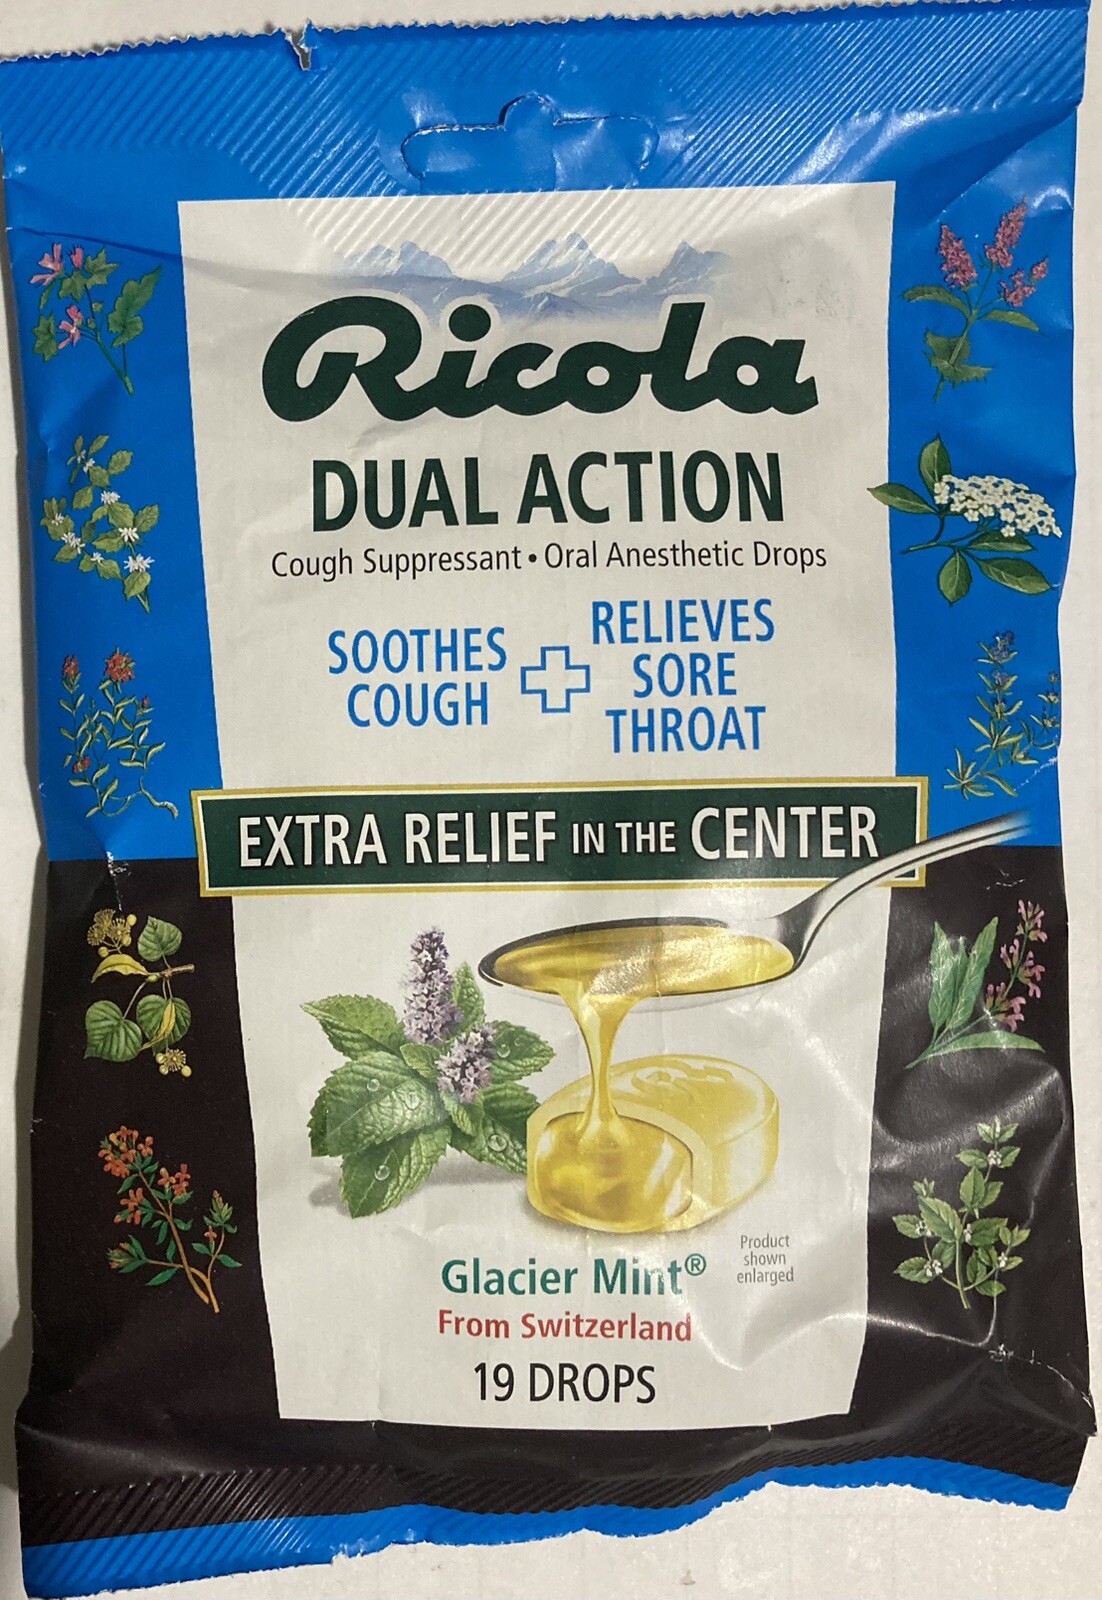 Ricola
DUAL ACTION
Cough Suppressant • Oral Anesthetic Drops
SOOTHES
COUGH
RELIEVES
SORE
THROAT
EXTRA RELIEF IN THE CENTER
Glacier Mint®
From Switzerland
19 DROPS
Product
shown
enlarged